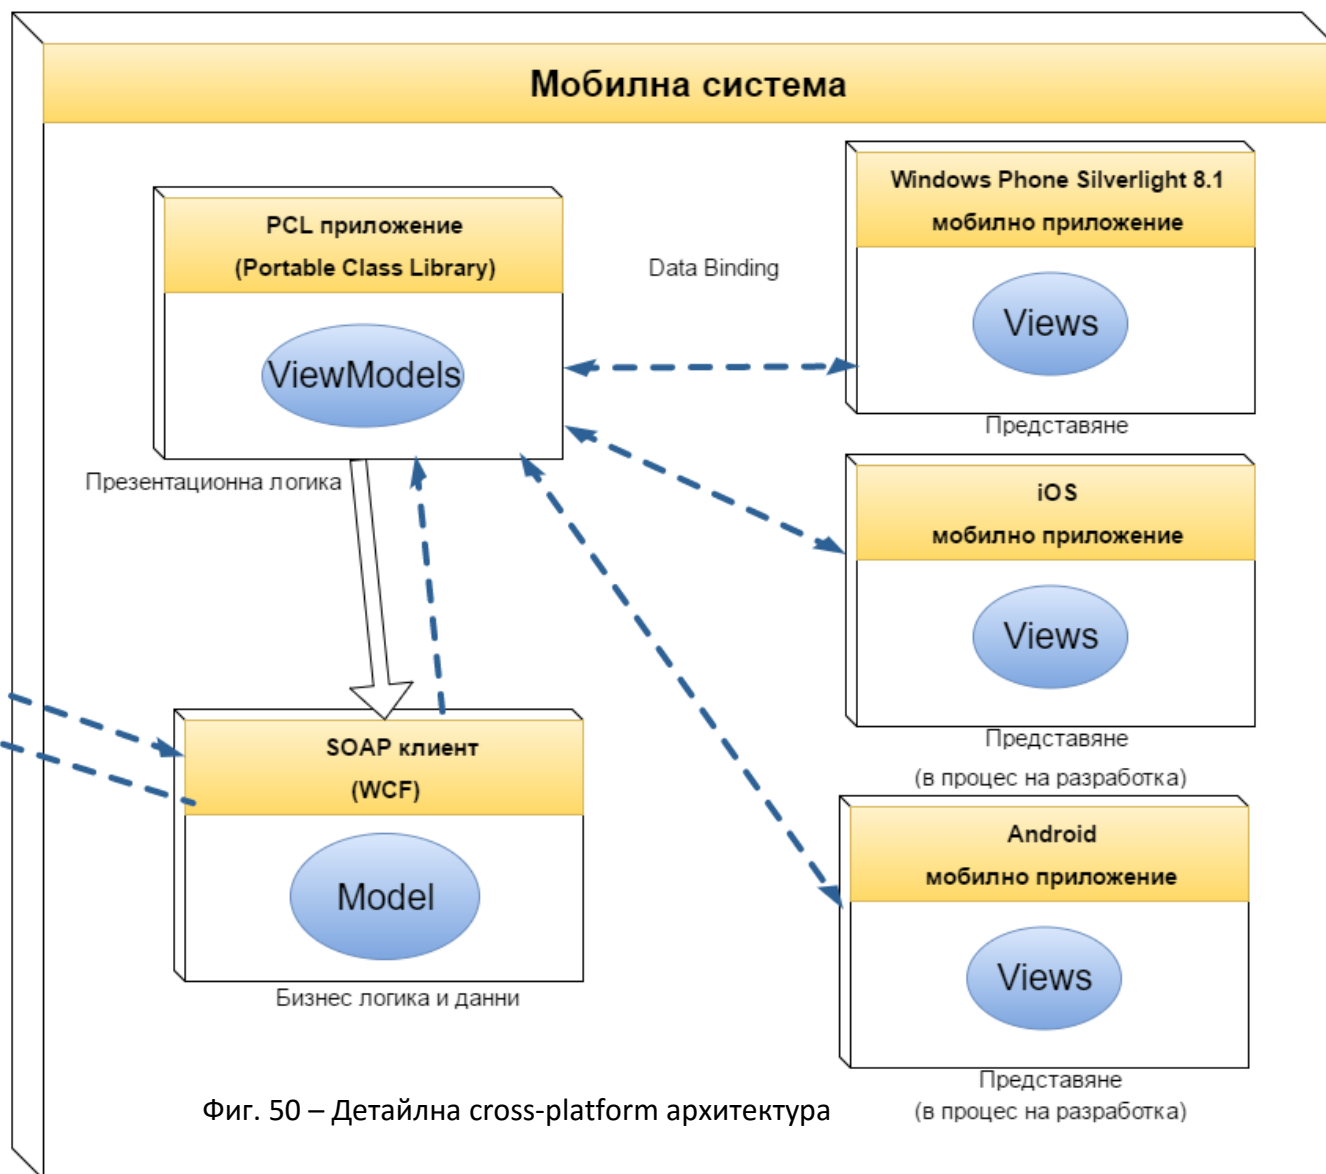 Мобилна система
PCL приложение
(Portable Class Library)
ViewModels
Презентационна логика
Data Binding
Windows Phone Silverlight 8.1
мобилно приложение
Views
Представяне
iOS
мобилно приложение
Views
Представяне
(в процес на разработка)
SOAP клиент
(WCF)
Model
Бизнес логика и данни
Android
мобилно приложение
Views
Представяне
(в процес на разработка)
Фиг. 50 – Детайлна cross-platform архитектура